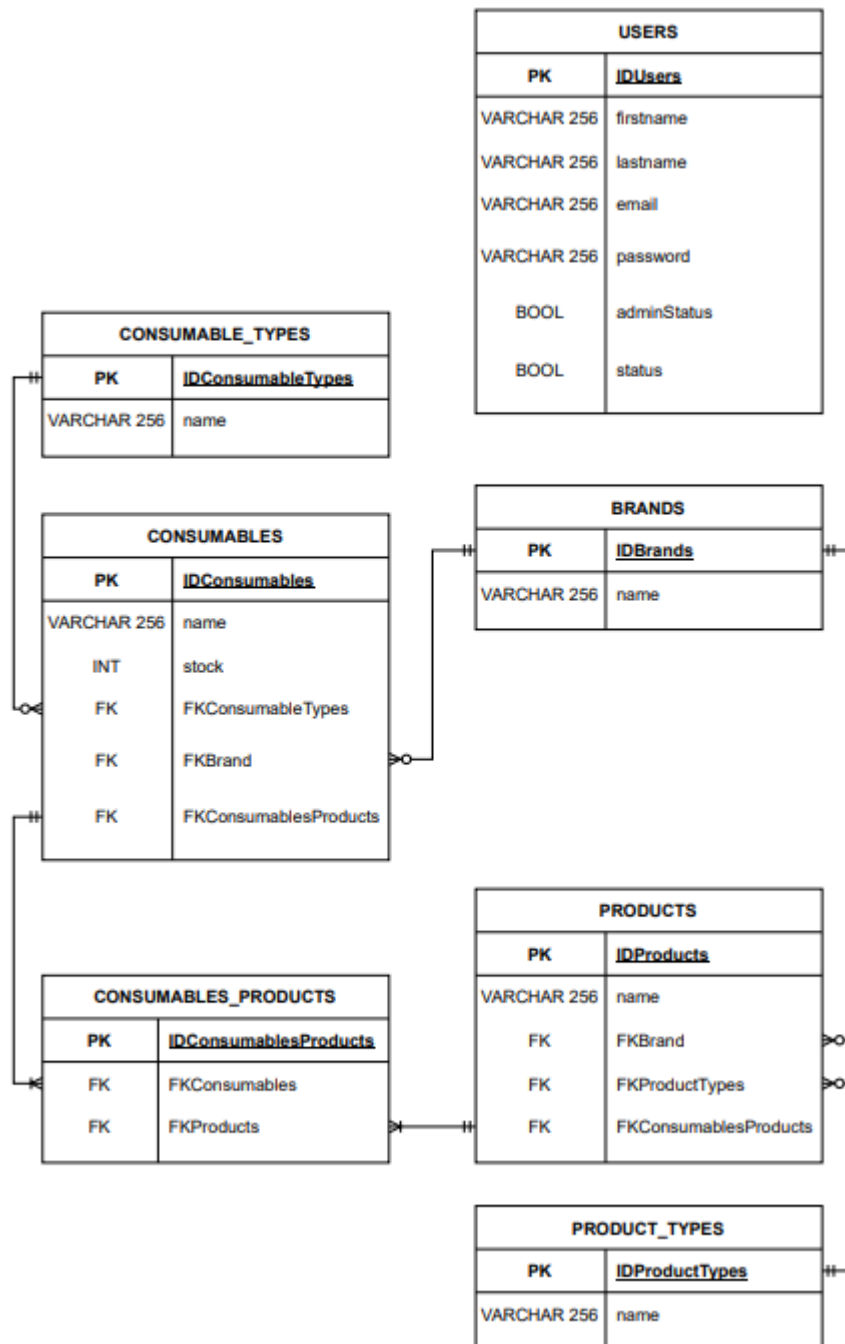 USERS
PK IDUsers
VARCHAR 256 firstname
VARCHAR 256 lastname
VARCHAR 256 email
VARCHAR 256 password
BOOL adminStatus
BOOL status
CONSUMABLE_TYPES
PK IDConsumableTypes
VARCHAR 256 name
CONSUMABLES
PK IDConsumables
VARCHAR 256 name
INT stock
FK FKConsumableTypes
FK FKBrand
FK FKConsumablesProducts
BRANDS
PK IDBrands
VARCHAR 256 name
CONSUMABLES_PRODUCTS
PK IDConsumablesProducts
FK FKConsumables
FK FKProducts
PRODUCTS
PK IDProducts
VARCHAR 256 name
FK FKBrand
FK FKProductTypes
FK FKConsumablesProducts
PRODUCT_TYPES
PK IDProductTypes
VARCHAR 256 name